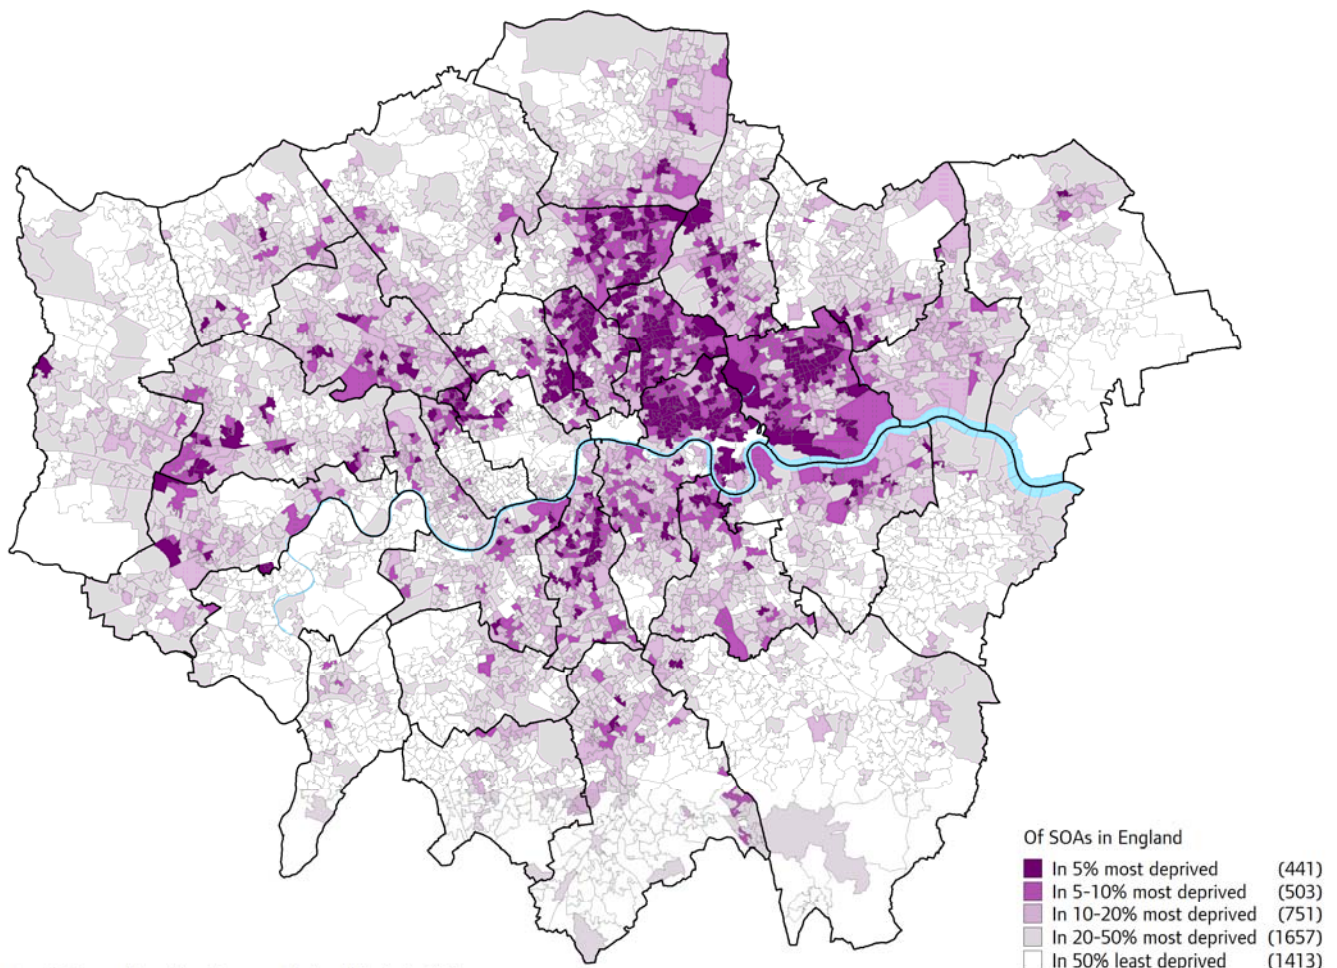 Of SOAs in England
In 5% most deprived (441)
In 5-10% most deprived (503)
In 10-20% most deprived (751)
In 20-50% most deprived (1657)
In 50% least deprived (1413)